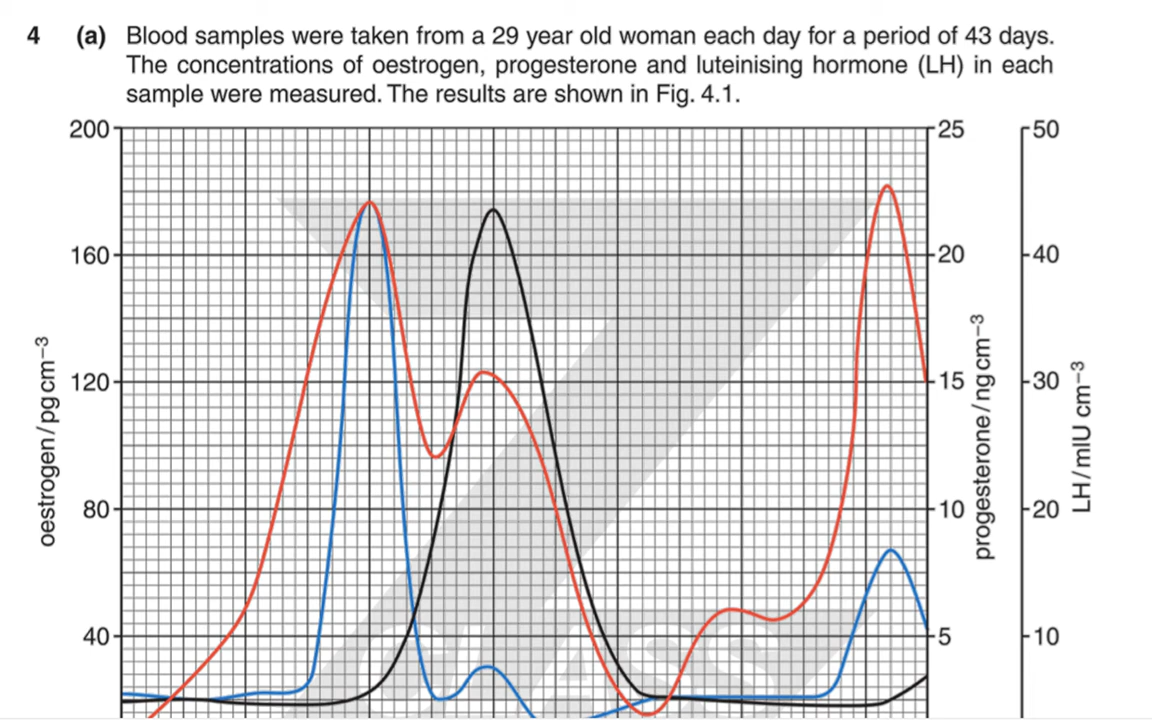 4 (a) Blood samples were taken from a 29 year old woman each day for a period of 43 days.
The concentrations of oestrogen, progesterone and luteinising hormone (LH) in each
sample were measured. The results are shown in Fig. 4.1.
200 25 50
160 20 40
120 15 30
80 10 20
40 5 10
oestrogen/pg cm⁻³
progesterone/ng cm⁻³
LH/mIU cm⁻³